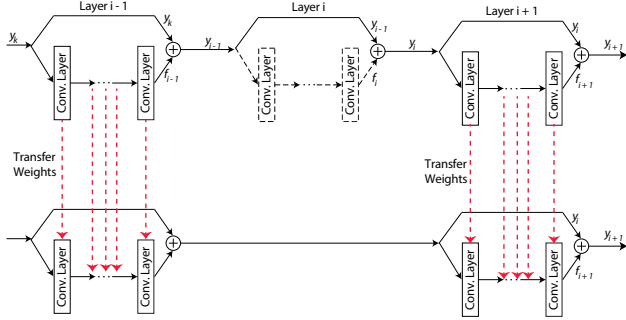 Layer i - 1
Layer i
Layer i + 1
y_k
y_k
Conv. Layer
...
Conv. Layer
f_{i-1}
y_{i-1}
y_{i-1}
Conv. Layer
...
Conv. Layer
f_i
y_i
y_i
Conv. Layer
...
Conv. Layer
f_{i+1}
y_{i+1}
Transfer
Weights
Transfer
Weights
Conv. Layer
...
Conv. Layer
y_i
Conv. Layer
...
Conv. Layer
f_{i+1}
y_{i+1}